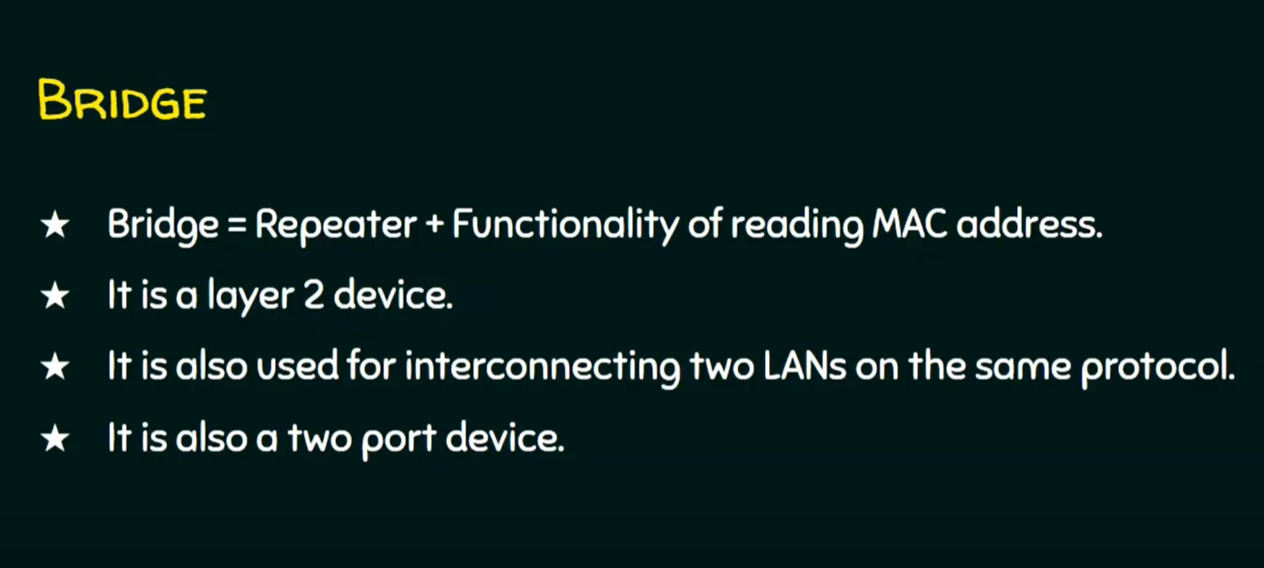 BRIDGE
★ Bridge = Repeater + Functionality of reading MAC address.
★ It is a layer 2 device.
★ It is also used for interconnecting two LANs on the same protocol.
★ It is also a two port device.